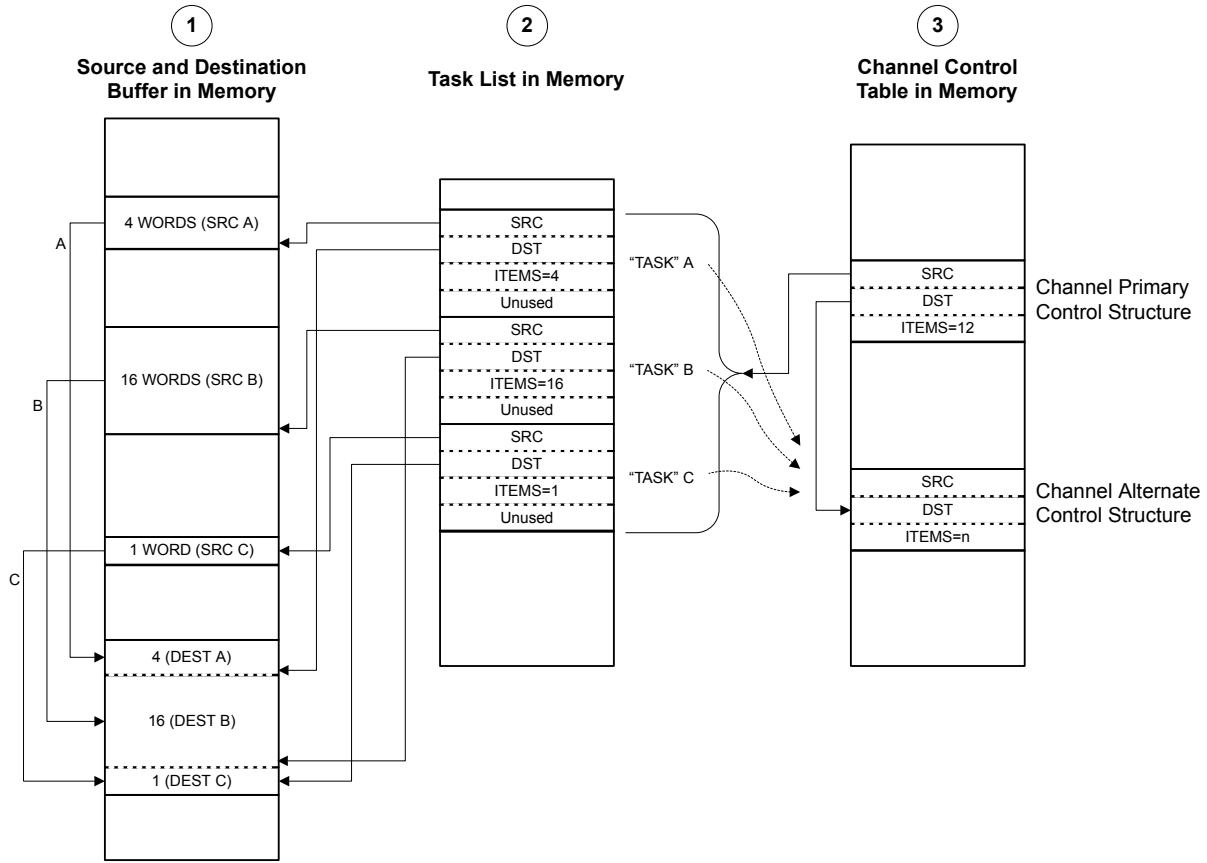 1
Source and Destination
Buffer in Memory
4 WORDS (SRC A)
16 WORDS (SRC B)
1 WORD (SRC C)
4 (DEST A)
16 (DEST B)
1 (DEST C)
A
B
C
2
Task List in Memory
SRC
DST
ITEMS=4
Unused
SRC
DST
ITEMS=16
Unused
SRC
DST
ITEMS=1
Unused
“TASK” A
“TASK” B
“TASK” C
3
Channel Control
Table in Memory
SRC
DST
ITEMS=12
Channel Primary
Control Structure
SRC
DST
ITEMS=n
Channel Alternate
Control Structure